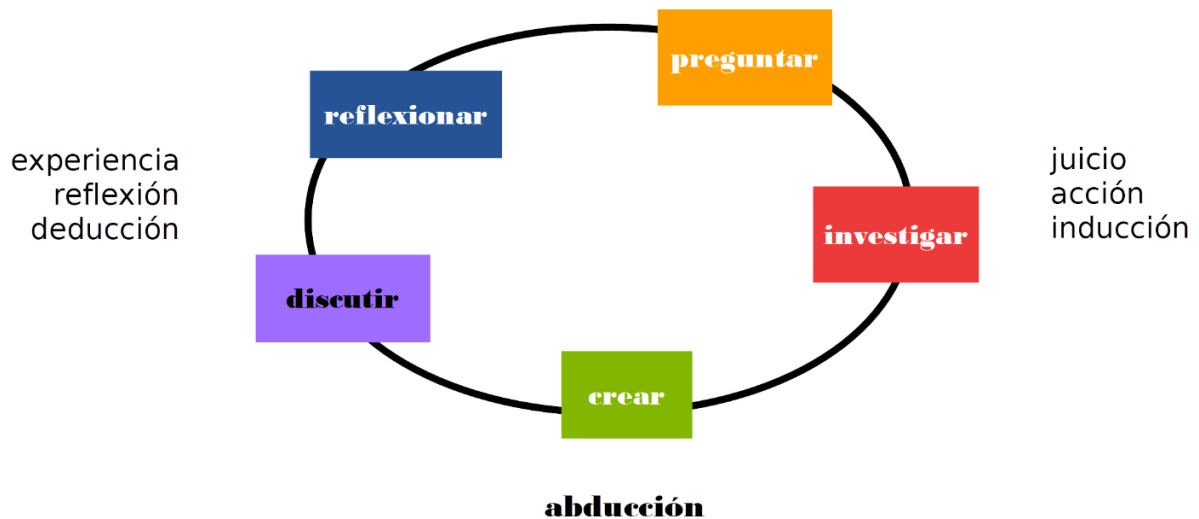 preguntar
reflexionar
experiencia
reflexión
deducción
juicio
acción
inducción
investigar
discutir
crear
abducción